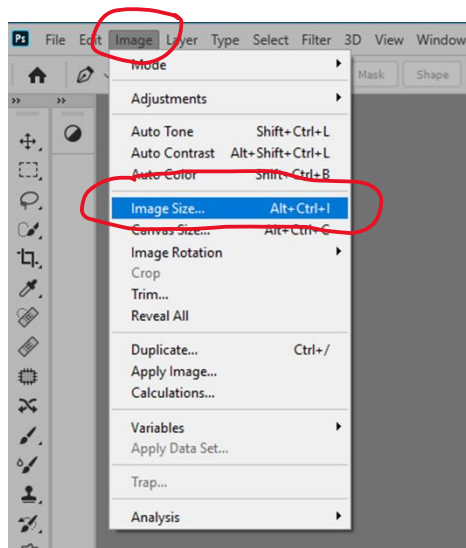 Ps File Edit Image Layer Type Select Filter 3D View Window
Mask Shape
Mode
Adjustments
Auto Tone Shift+Ctrl+L
Auto Contrast Alt+Shift+Ctrl+L
Auto Color Shift+Ctrl+B
Image Size... Alt+Ctrl+I
Canvas Size... Alt+Ctrl+C
Image Rotation
Crop
Trim...
Reveal All
Duplicate... Ctrl+/
Apply Image...
Calculations...
Variables
Apply Data Set...
Trap...
Analysis